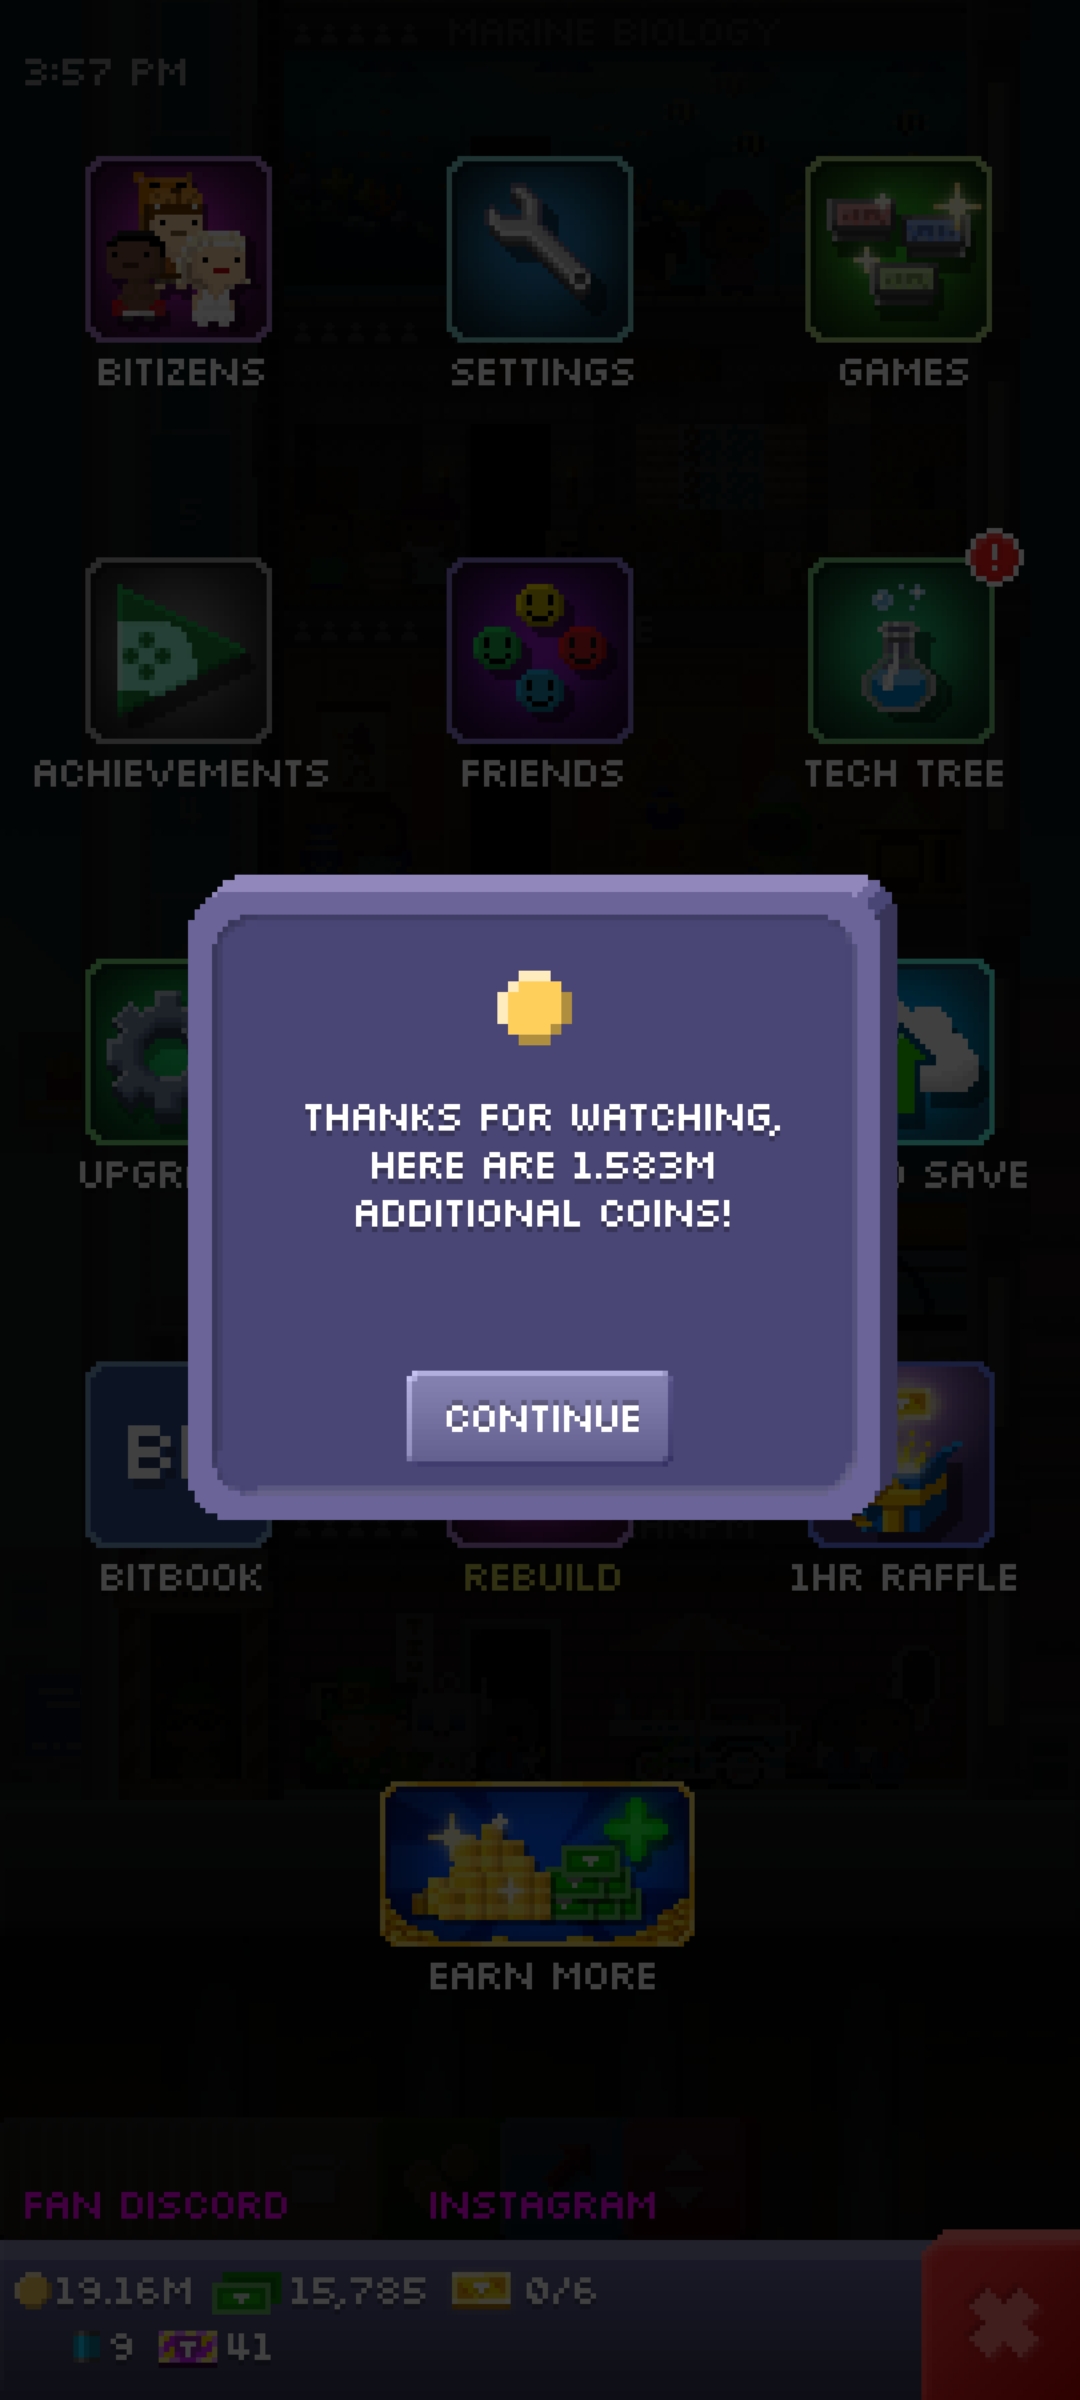 MARINE BIOLOGY
3:57 PM
BITIZENS
SETTINGS
GAMES
ACHIEVEMENTS
FRIENDS
TECH TREE
THANKS FOR WATCHING,
HERE ARE 1.583M
ADDITIONAL COINS!
UPGR
SAVE
CONTINUE
B
BITBOOK
REBUILD
1HR RAFFLE
EARN MORE
FAN DISCORD
INSTAGRAM
19.16M 15,785 0/6
9 41